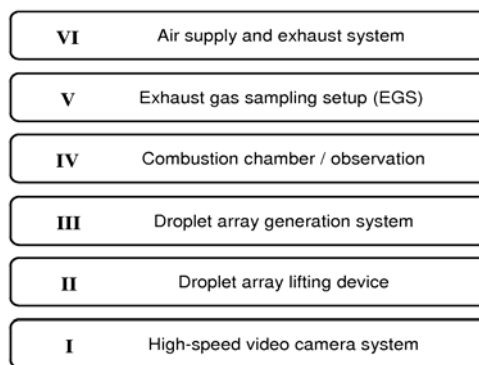 VI Air supply and exhaust system
V Exhaust gas sampling setup (EGS)
IV Combustion chamber / observation
III Droplet array generation system
II Droplet array lifting device
I High-speed video camera system